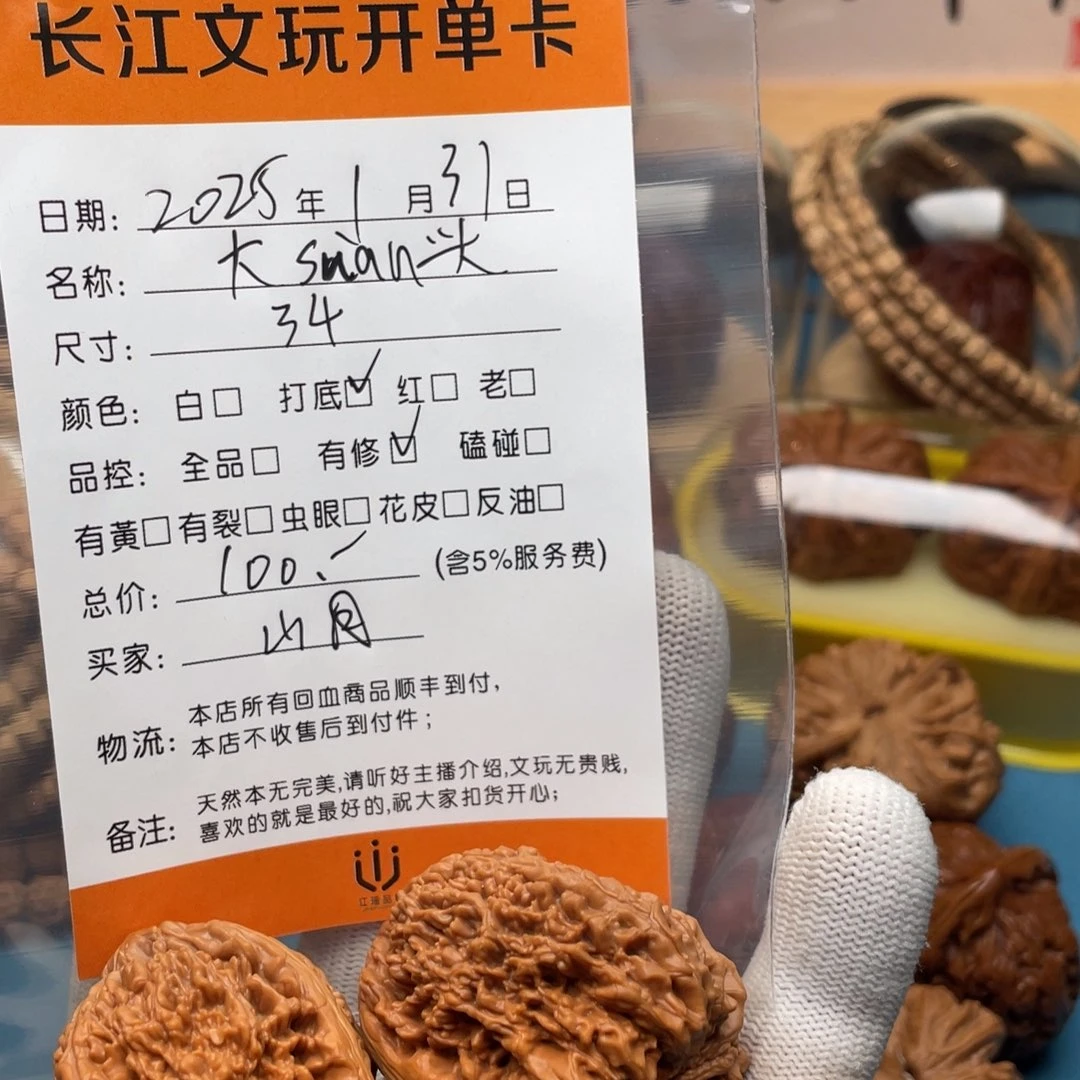 长江文玩开单卡
日期: 2025年1月31日
名称: 大suàn头
尺寸: 34
颜色: 白□ 打底☑ 红□ 老□
品控: 全品□ 有修☑ 磕碰□
有黄□有裂□虫眼□花皮□反油□
总价: 100.- (含5%服务费)
买家: 山月
物流: 本店所有回血商品顺丰到付,
本店不收售后到付件;
备注: 天然本无完美,请听好主播介绍,文玩无贵贱,
喜欢的就是最好的,祝大家扣货开心;